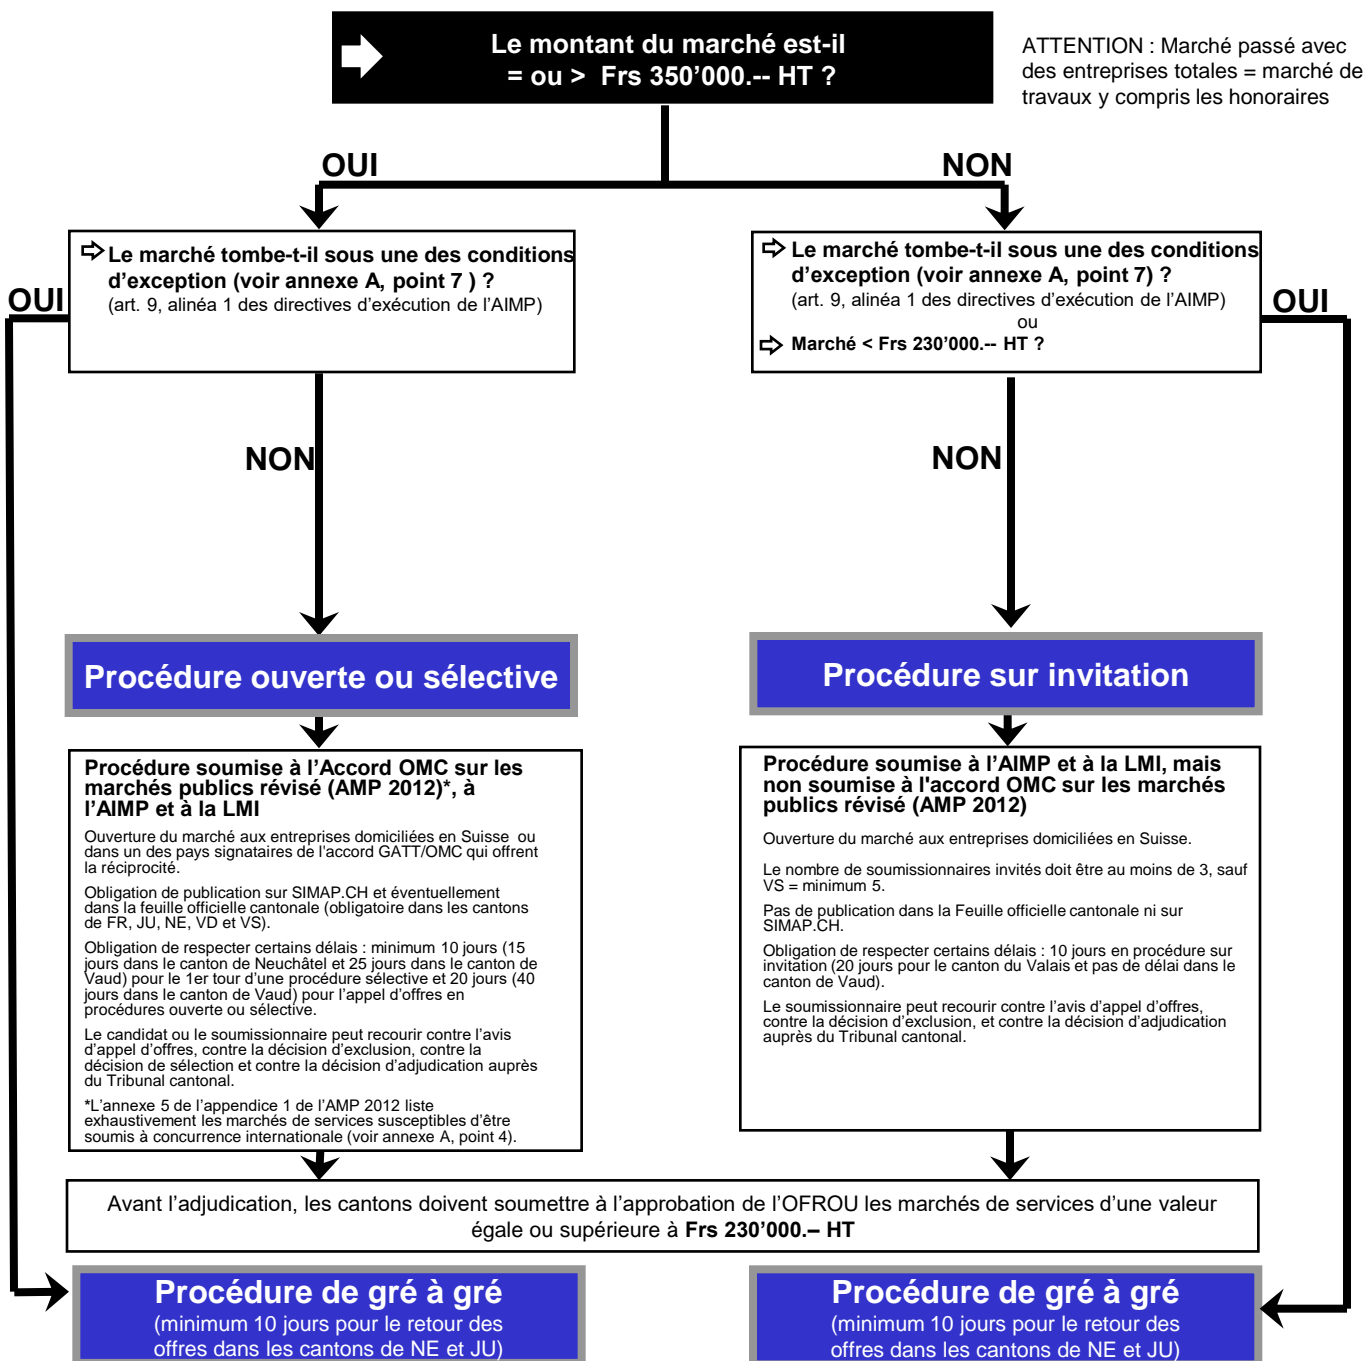 Le montant du marché est-il
= ou > Frs 350’000.-- HT ?
ATTENTION : Marché passé avec
des entreprises totales = marché de
travaux y compris les honoraires
OUI
NON
Le marché tombe-t-il sous une des conditions
d’exception (voir annexe A, point 7 ) ?
(art. 9, alinéa 1 des directives d’exécution de l’AIMP)
OUI
Le marché tombe-t-il sous une des conditions
d’exception (voir annexe A, point 7) ?
(art. 9, alinéa 1 des directives d’exécution de l’AIMP)
ou
Marché < Frs 230’000.-- HT ?
OUI
NON
NON
Procédure ouverte ou sélective
Procédure sur invitation
Procédure soumise à l’Accord OMC sur les
marchés publics révisé (AMP 2012)*, à
l’AIMP et à la LMI
Ouverture du marché aux entreprises domiciliées en Suisse ou
dans un des pays signataires de l'accord GATT/OMC qui offrent
la réciprocité.
Obligation de publication sur SIMAP.CH et éventuellement
dans la feuille officielle cantonale (obligatoire dans les cantons
de FR, JU, NE, VD et VS).
Obligation de respecter certains délais : minimum 10 jours (15
jours dans le canton de Neuchâtel et 25 jours dans le canton de
Vaud) pour le 1er tour d’une procédure sélective et 20 jours (40
jours dans le canton de Vaud) pour l’appel d’offres en
procédures ouverte ou sélective.
Le candidat ou le soumissionnaire peut recourir contre l’avis
d’appel d’offres, contre la décision d’exclusion, contre la
décision de sélection et contre la décision d’adjudication auprès
du Tribunal cantonal.
*L’annexe 5 de l’appendice 1 de l’AMP 2012 liste
exhaustivement les marchés de services susceptibles d’être
soumis à concurrence internationale (voir annexe A, point 4).
Procédure soumise à l’AIMP et à la LMI, mais
non soumise à l'accord OMC sur les marchés
publics révisé (AMP 2012)
Ouverture du marché aux entreprises domiciliées en Suisse.
Le nombre de soumissionnaires invités doit être au moins de 3, sauf
VS = minimum 5.
Pas de publication dans la Feuille officielle cantonale ni sur
SIMAP.CH.
Obligation de respecter certains délais : 10 jours en procédure sur
invitation (20 jours pour le canton du Valais et pas de délai dans le
canton de Vaud).
Le soumissionnaire peut recourir contre l’avis d’appel d’offres,
contre la décision d’exclusion, et contre la décision d’adjudication
auprès du Tribunal cantonal.
Avant l’adjudication, les cantons doivent soumettre à l’approbation de l’OFROU les marchés de services d’une valeur
égale ou supérieure à Frs 230’000.– HT
Procédure de gré à gré
(minimum 10 jours pour le retour des
offres dans les cantons de NE et JU)
Procédure de gré à gré
(minimum 10 jours pour le retour des
offres dans les cantons de NE et JU)